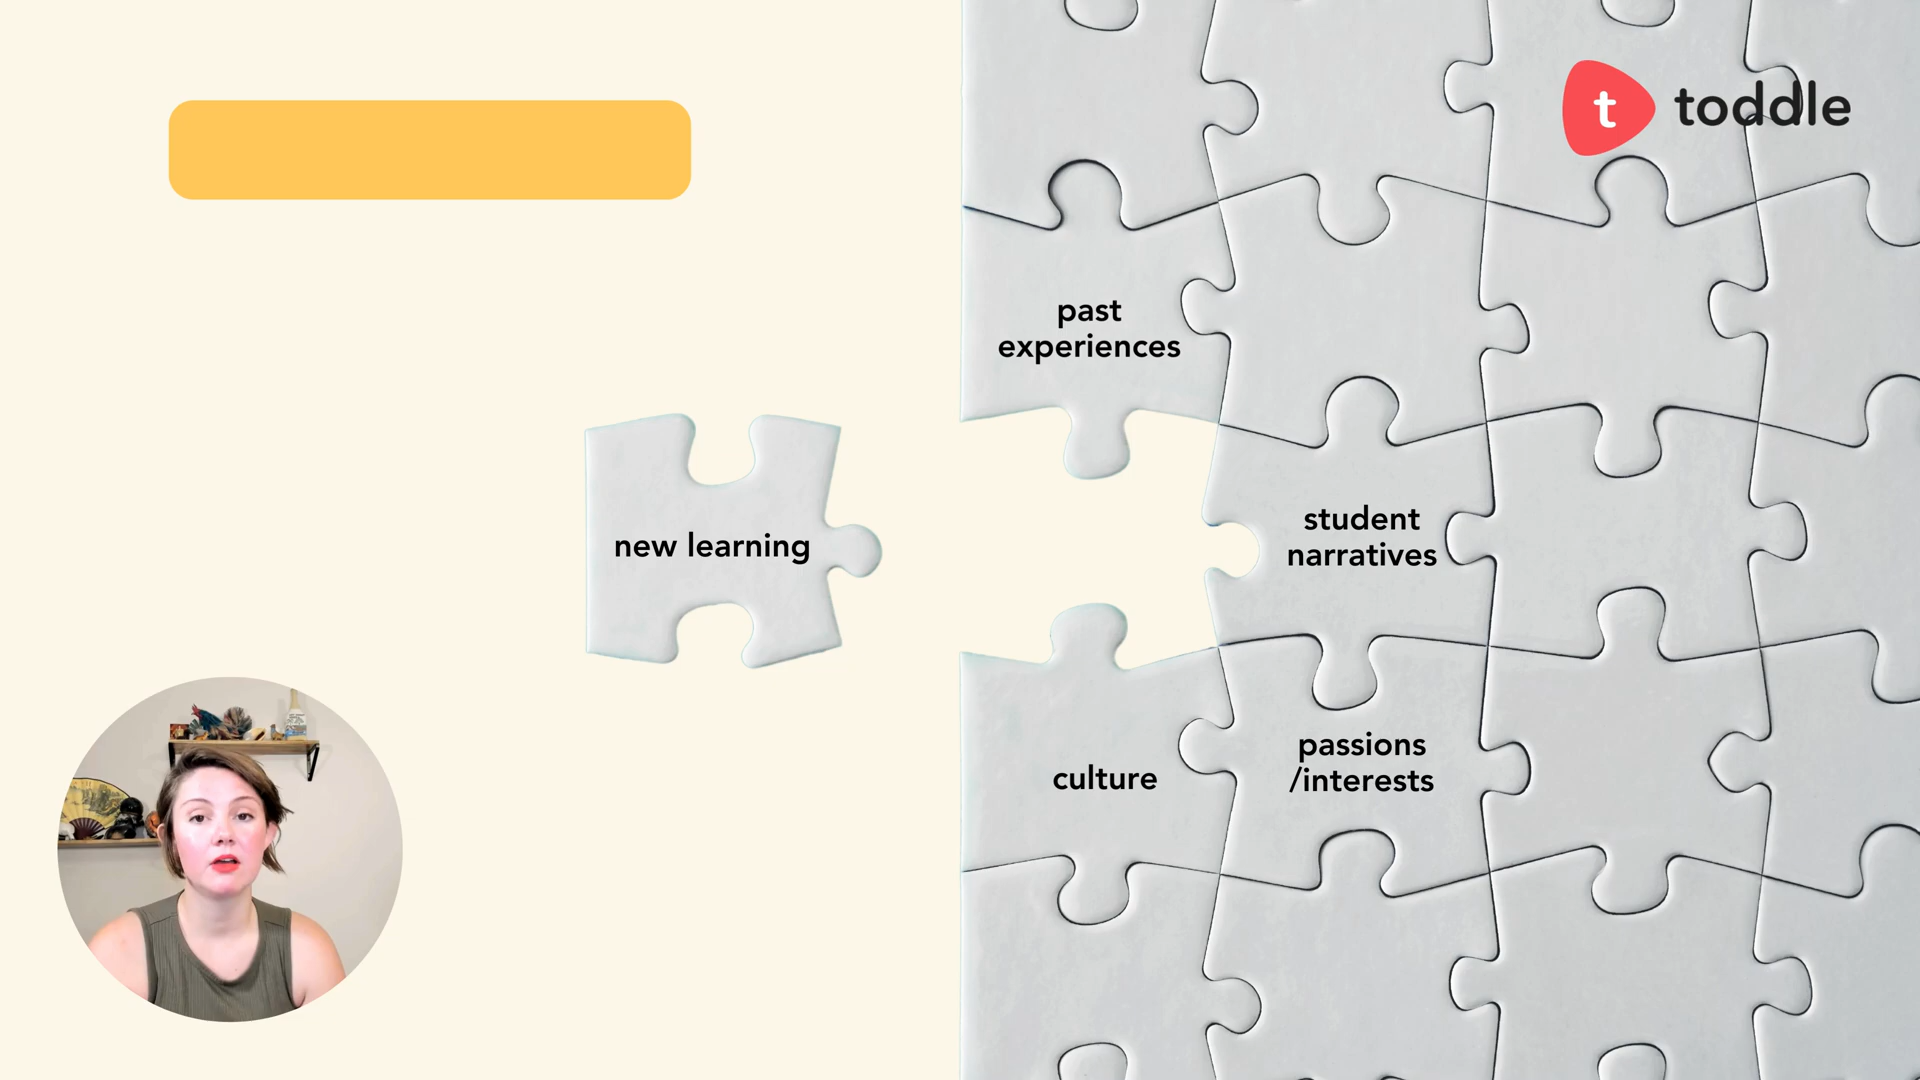 t toddle
past
experiences
new learning
student
narratives
culture
passions
/interests